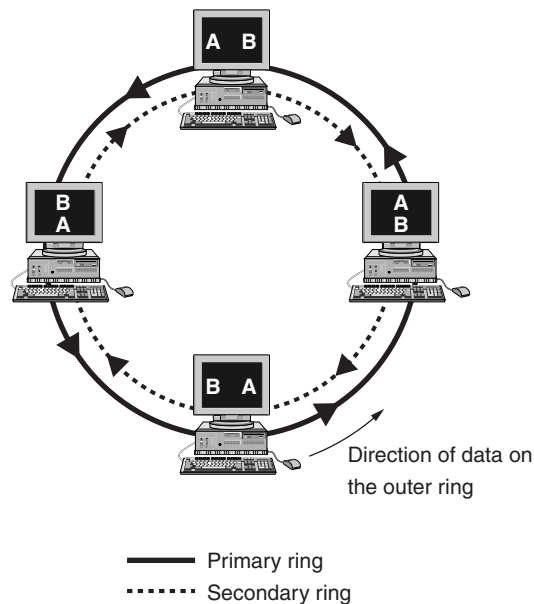 A B
B
A
A
B
B A
Direction of data on
the outer ring
Primary ring
Secondary ring